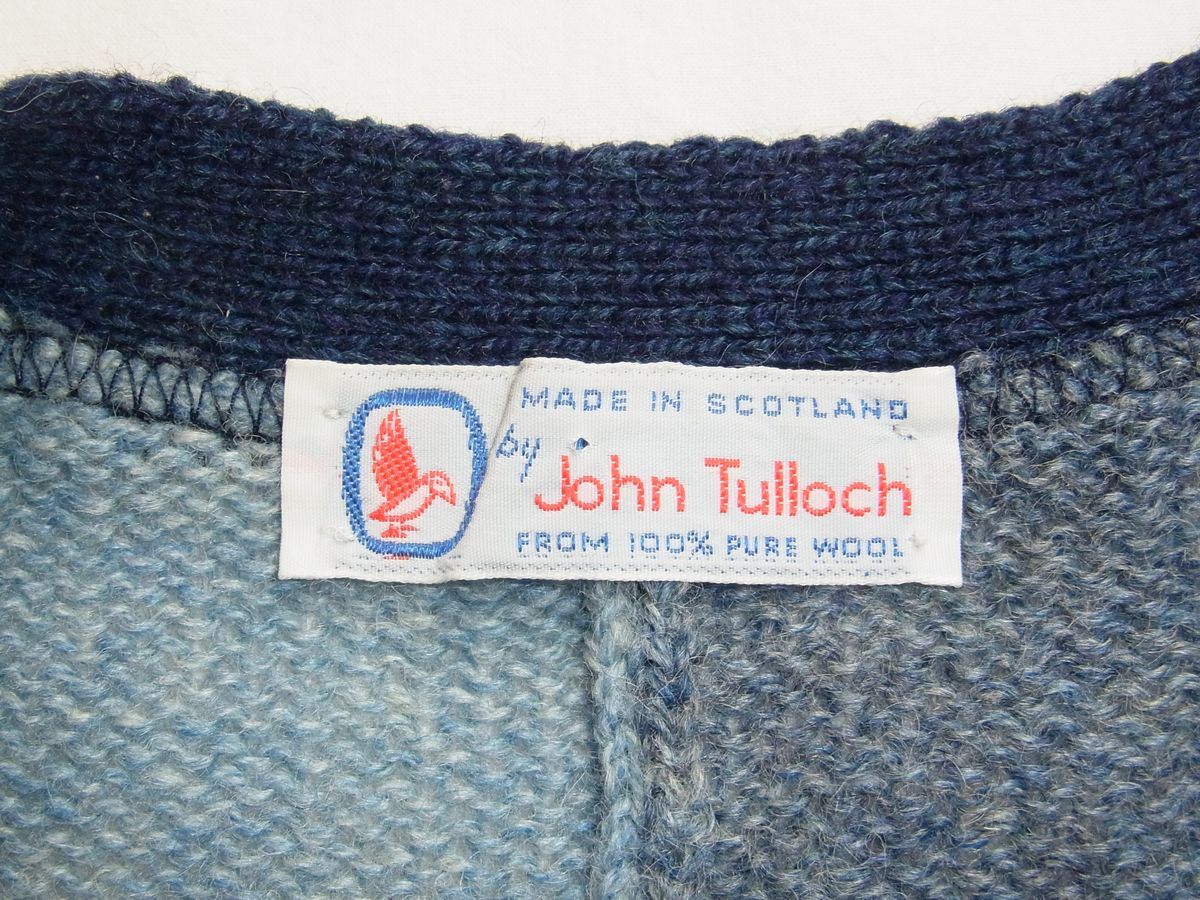 MADE IN SCOTLAND
by John Tulloch
FROM 100% PURE WOOL